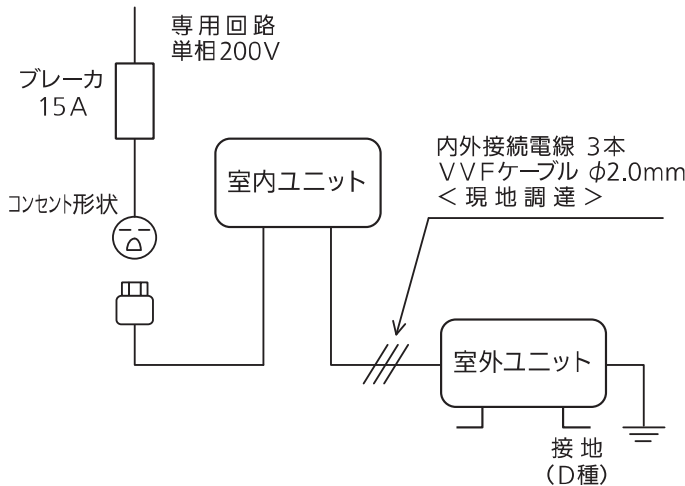 専用回路
単相200V
ブレーカ
15A
コンセント形状
室内ユニット
内外接続電線 3本
VVFケーブル φ2.0mm
<現地調達>
室外ユニット
接地
(D種)